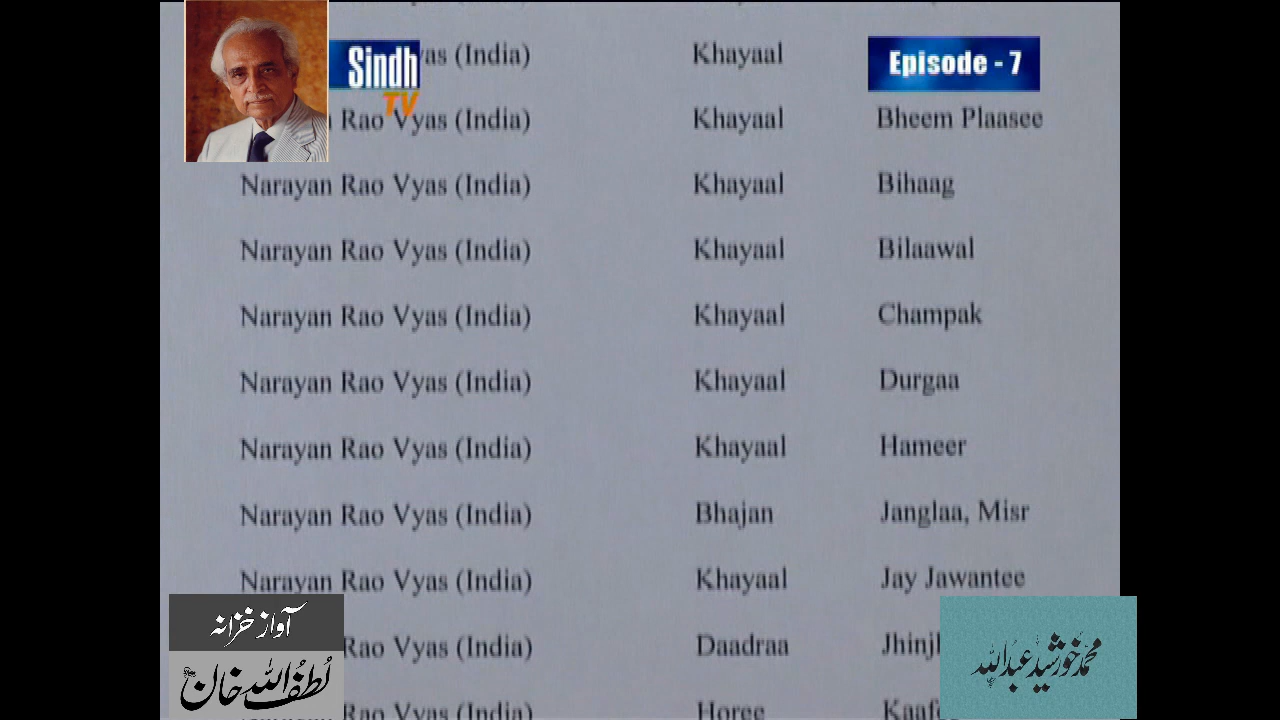 yas (India) Khayaal
Sindh TV
Episode - 7
Rao Vyas (India) Khayaal Bheem Plaasee
Narayan Rao Vyas (India) Khayaal Bihaag
Narayan Rao Vyas (India) Khayaal Bilaawal
Narayan Rao Vyas (India) Khayaal Champak
Narayan Rao Vyas (India) Khayaal Durgaa
Narayan Rao Vyas (India) Khayaal Hameer
Narayan Rao Vyas (India) Bhajan Janglaa, Misr
Narayan Rao Vyas (India) Khayaal Jay Jawantee
Rao Vyas (India) Daadraa Jhinj
Rao Vyas (India) Horee Kaafee
آواز خزانہ
لُطفُ اللہ خان
محمد خورشید عبداللہ